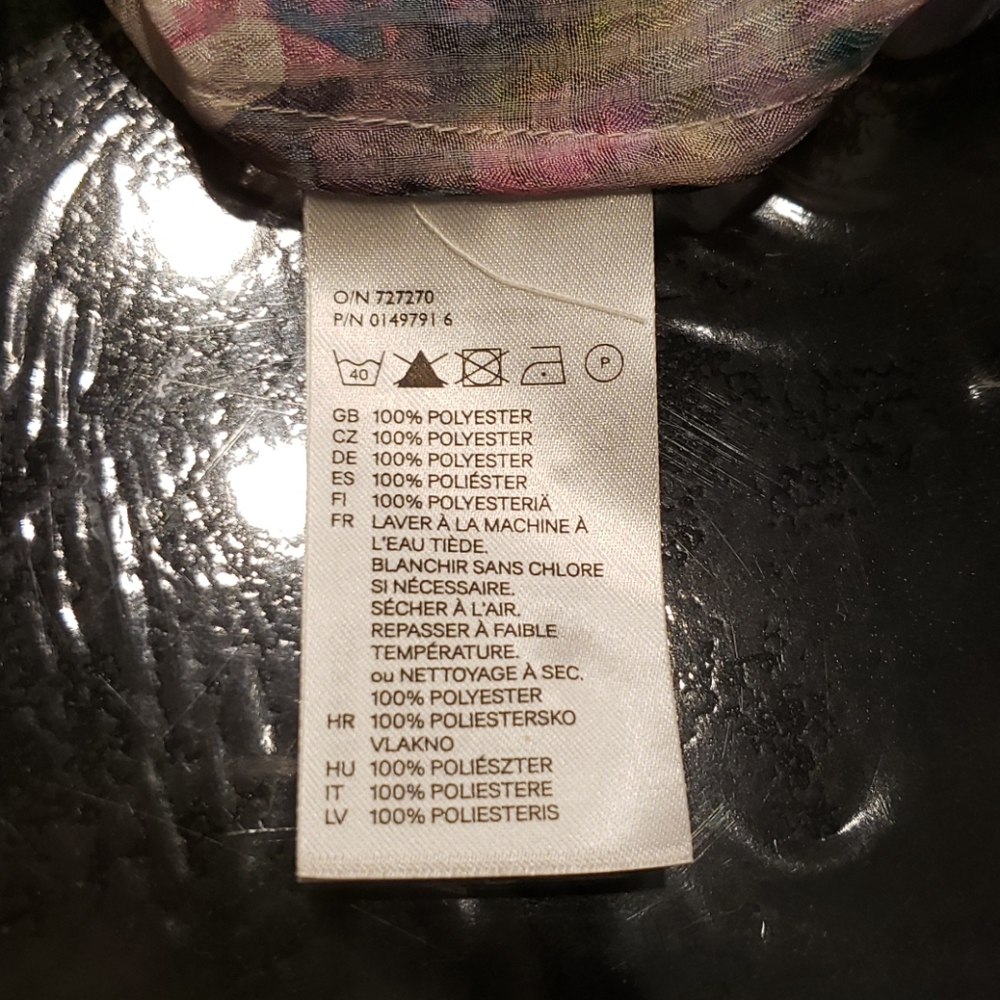 O/N 727270
P/N 0149791 6
40 P
GB 100% POLYESTER
CZ 100% POLYESTER
DE 100% POLYESTER
ES 100% POLIÉSTER
FI 100% POLYESTERIÄ
FR LAVER À LA MACHINE À
L'EAU TIÈDE.
BLANCHIR SANS CHLORE
SI NÉCESSAIRE.
SÉCHER À L'AIR.
REPASSER À FAIBLE
TEMPÉRATURE.
ou NETTOYAGE À SEC.
100% POLYESTER
HR 100% POLIESTERSKO
VLAKNO
HU 100% POLIÉSZTER
IT 100% POLIESTERE
LV 100% POLIESTERIS